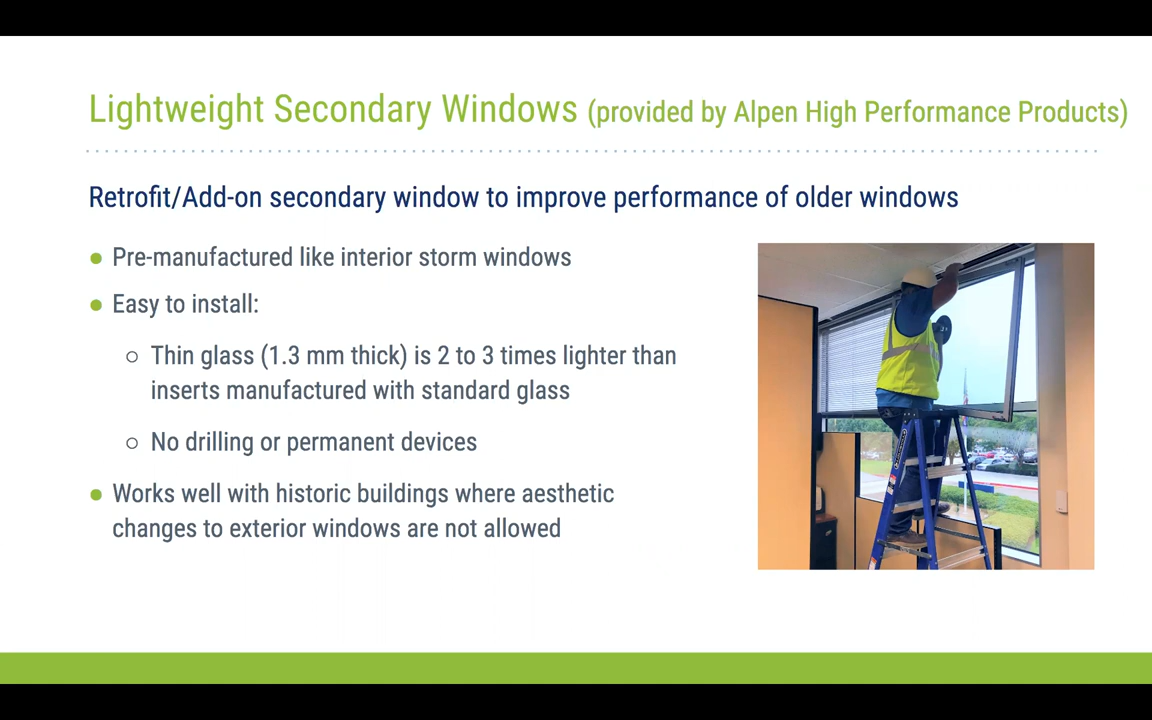 Lightweight Secondary Windows (provided by Alpen High Performance Products)
Retrofit/Add-on secondary window to improve performance of older windows
● Pre-manufactured like interior storm windows
● Easy to install:
○ Thin glass (1.3 mm thick) is 2 to 3 times lighter than
inserts manufactured with standard glass
○ No drilling or permanent devices
● Works well with historic buildings where aesthetic
changes to exterior windows are not allowed